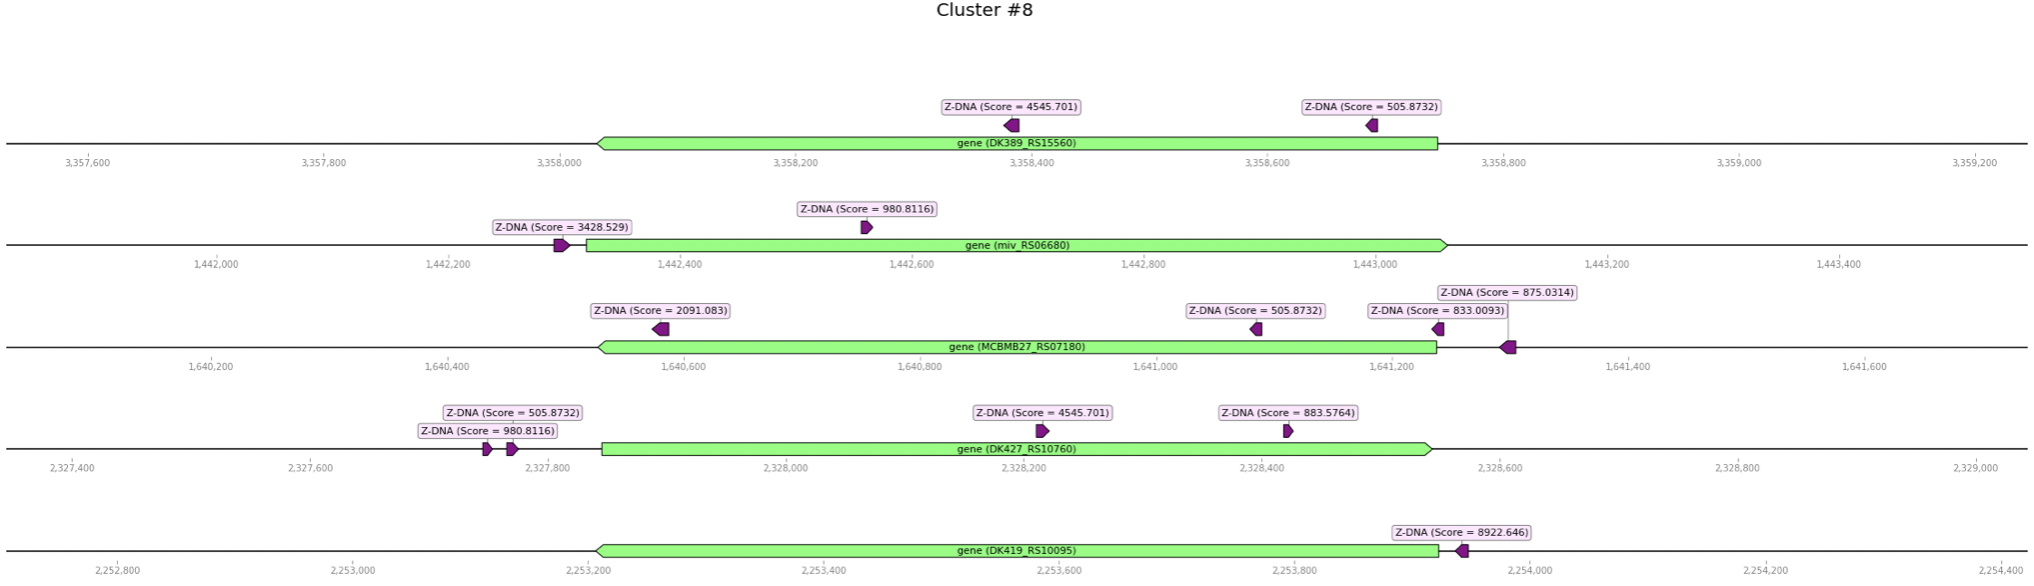 Cluster #8
Z-DNA (Score = 4545.701) Z-DNA (Score = 505.8732)
gene (DK389_RS15560)
3,357,600 3,357,800 3,358,000 3,358,200 3,358,400 3,358,600 3,358,800 3,359,000 3,359,200
Z-DNA (Score = 980.8116)
Z-DNA (Score = 3428.529)
gene (miv_RS06680)
1,442,000 1,442,200 1,442,400 1,442,600 1,442,800 1,443,000 1,443,200 1,443,400
Z-DNA (Score = 875.0314)
Z-DNA (Score = 2091.083) Z-DNA (Score = 505.8732) Z-DNA (Score = 833.0093)
gene (MCBMB27_RS07180)
1,640,200 1,640,400 1,640,600 1,640,800 1,641,000 1,641,200 1,641,400 1,641,600
Z-DNA (Score = 505.8732) Z-DNA (Score = 4545.701) Z-DNA (Score = 883.5764)
Z-DNA (Score = 980.8116)
gene (DK427_RS10760)
2,327,400 2,327,600 2,327,800 2,328,000 2,328,200 2,328,400 2,328,600 2,328,800 2,329,000
Z-DNA (Score = 8922.646)
gene (DK419_RS10095)
2,252,800 2,253,000 2,253,200 2,253,400 2,253,600 2,253,800 2,254,000 2,254,200 2,254,400